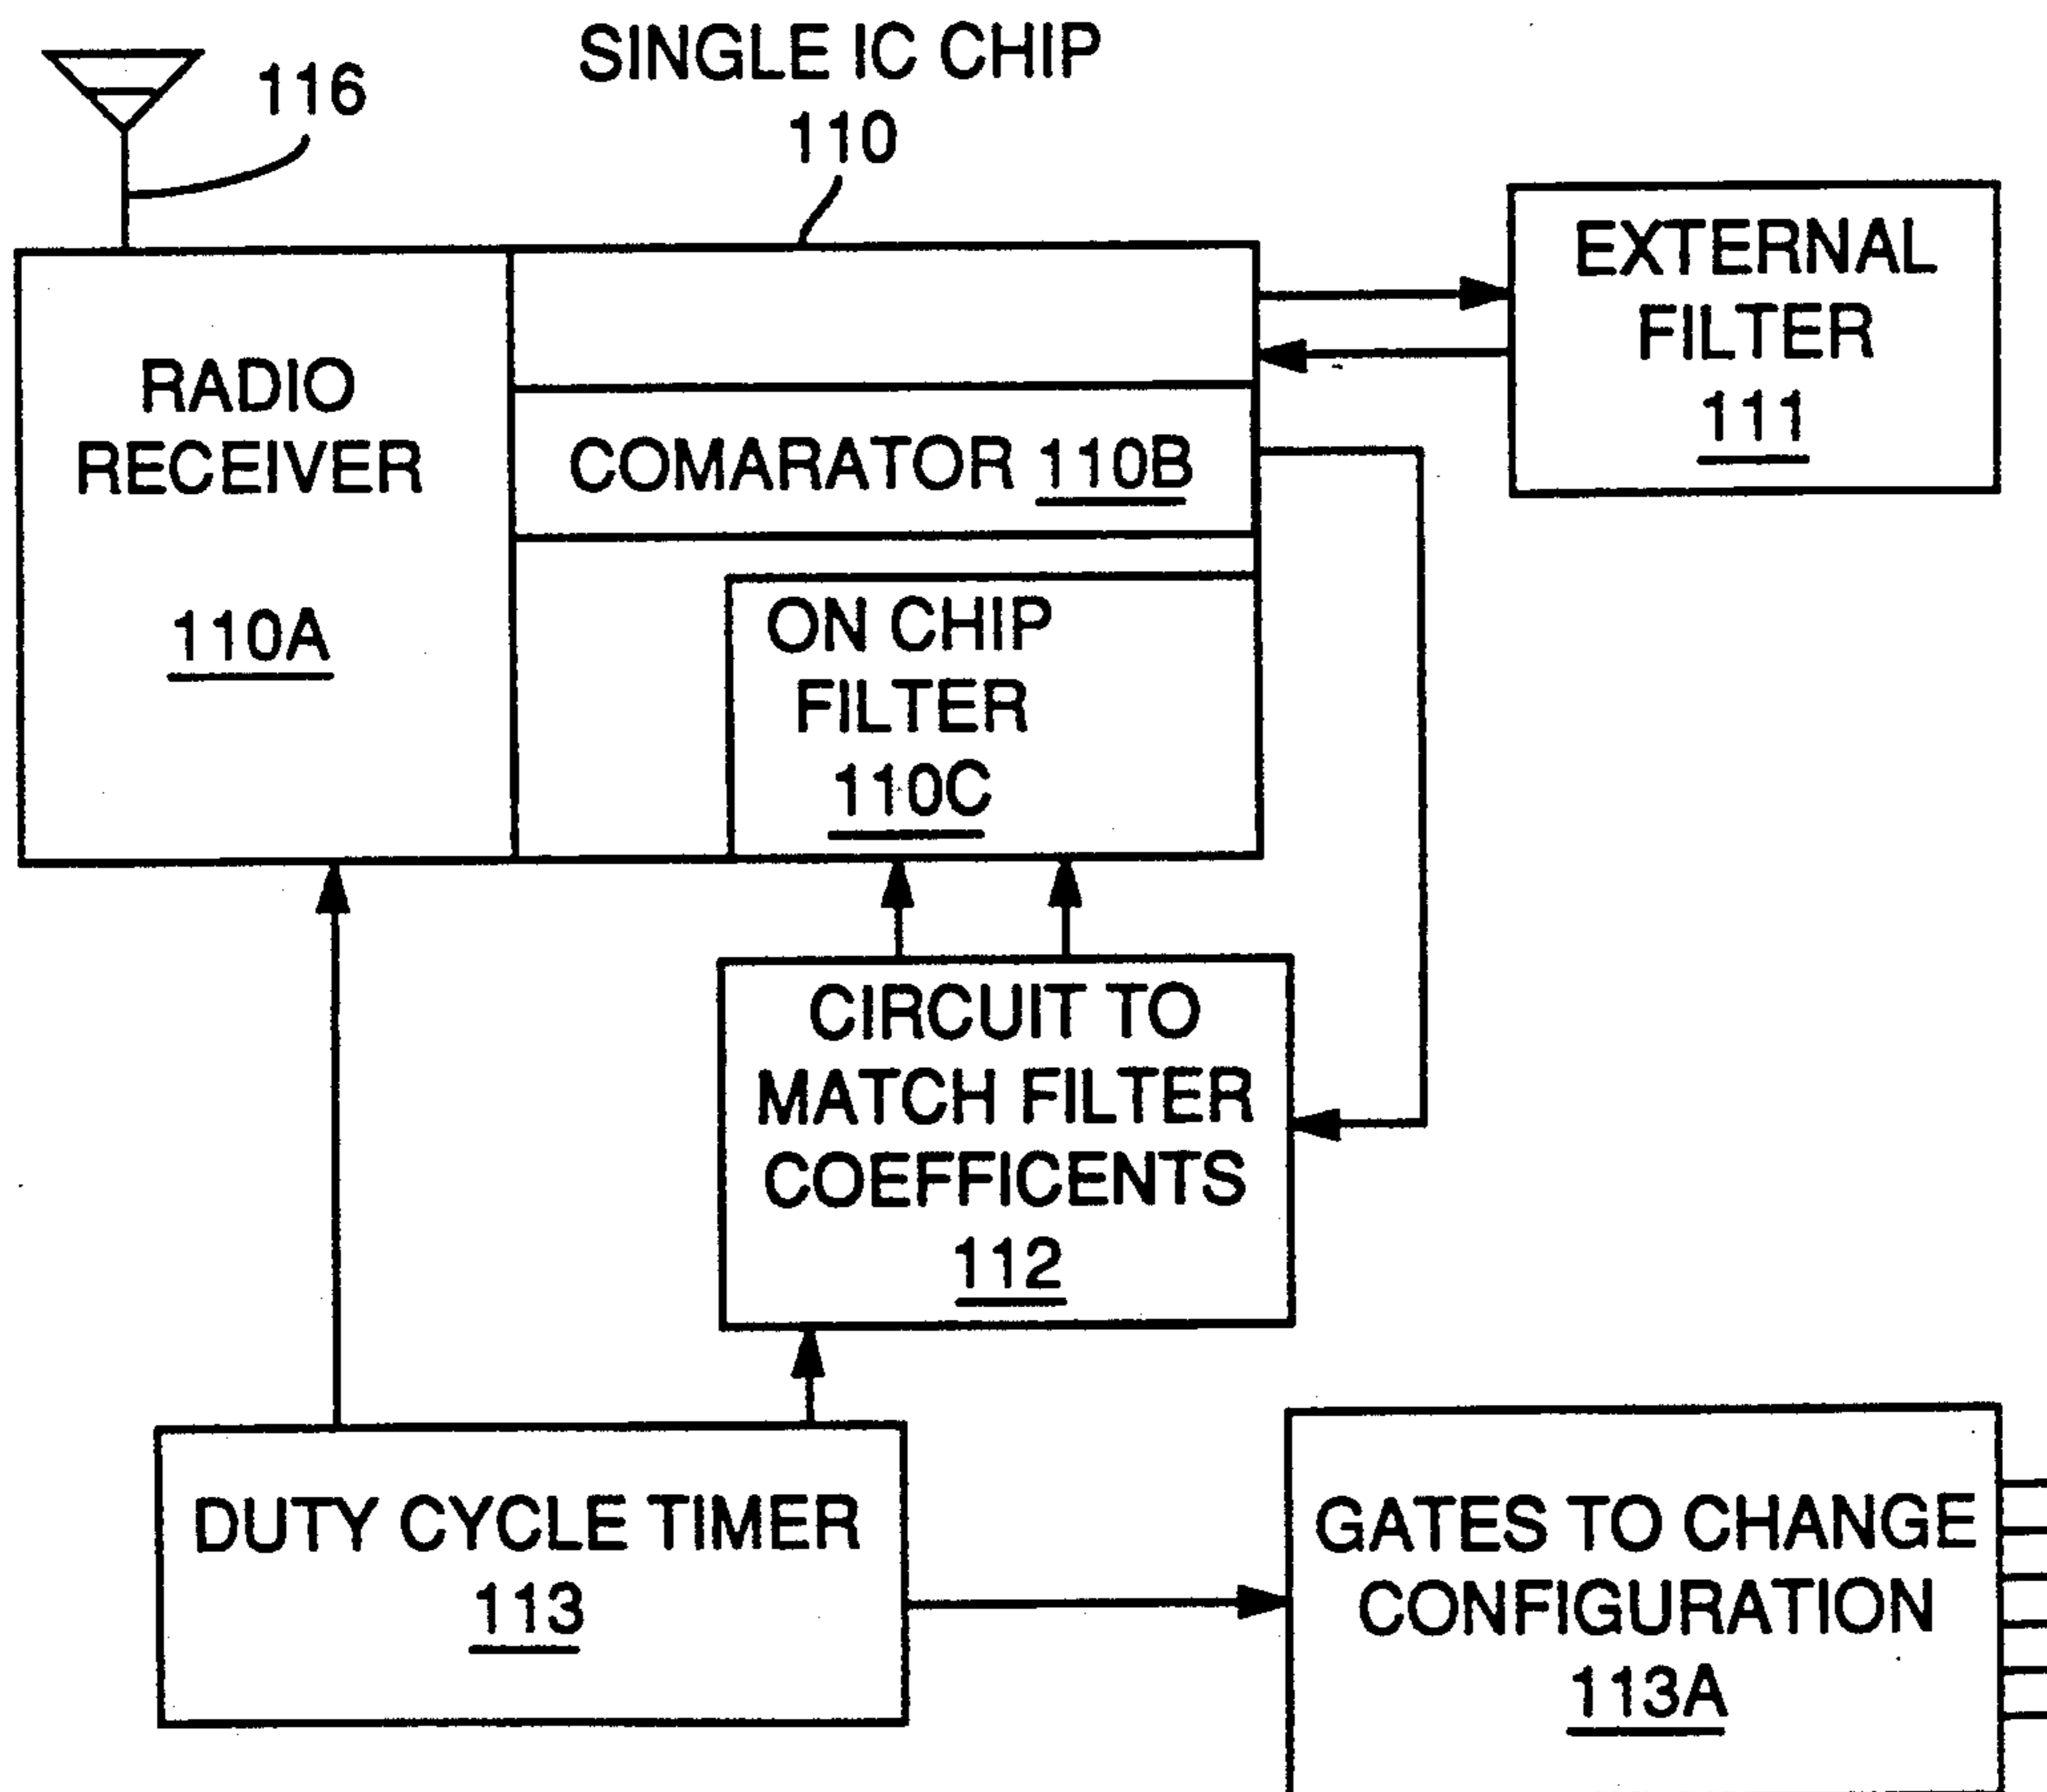 116
SINGLE IC CHIP
110
EXTERNAL
FILTER
111
RADIO
RECEIVER
110A
COMARATOR 110B
ON CHIP
FILTER
110C
CIRCUIT TO
MATCH FILTER
COEFFICENTS
112
DUTY CYCLE TIMER
113
GATES TO CHANGE
CONFIGURATION
113A